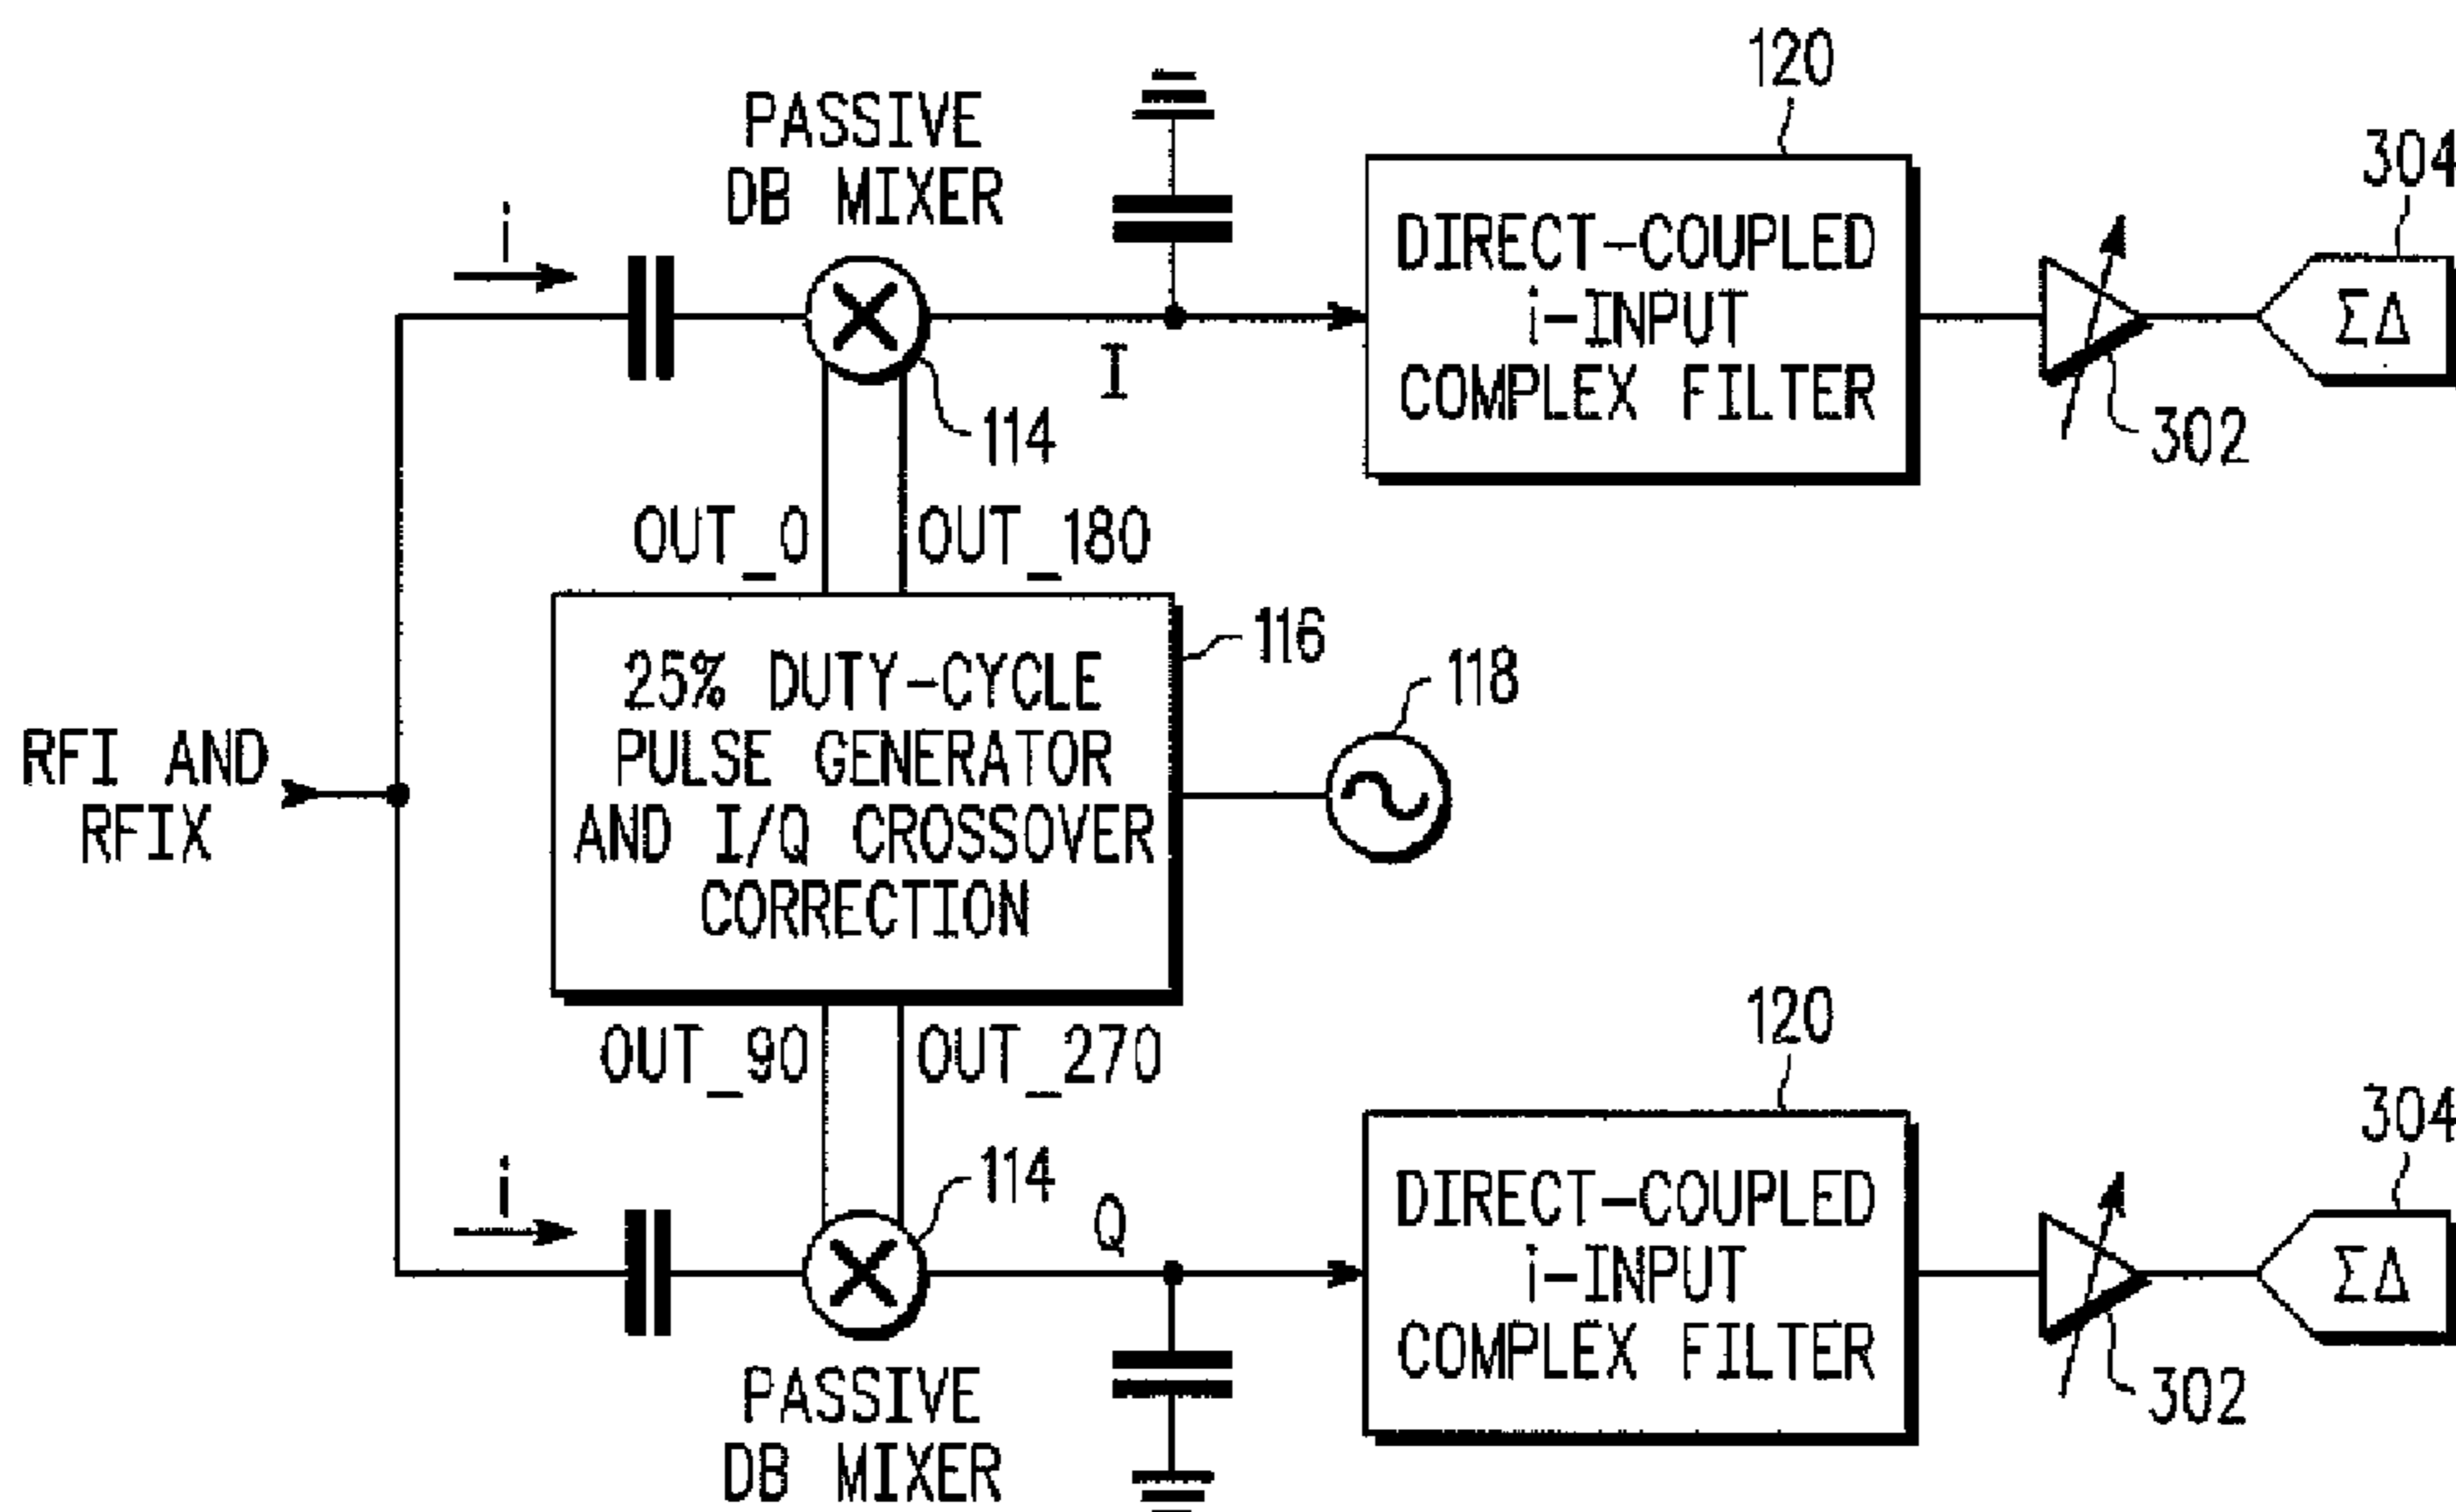 120
PASSIVE
DB MIXER
304
i
DIRECT-COUPLED
i-INPUT
COMPLEX FILTER
ΣΔ
I
114
302
OUT_0
OUT_180
116
25% DUTY-CYCLE
PULSE GENERATOR
AND I/Q CROSSOVER
CORRECTION
118
RFI AND
RFIX
120
OUT_90
OUT_270
304
i
114
Q
DIRECT-COUPLED
i-INPUT
COMPLEX FILTER
ΣΔ
302
PASSIVE
DB MIXER